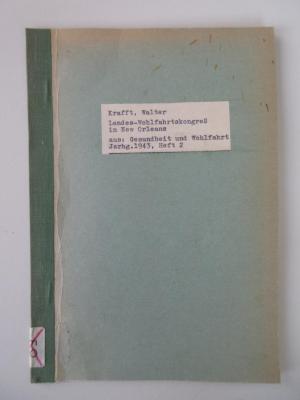 Krafft, Walter
Landes-Wohlfahrtskongreß
in New Orleans
aus: Gesundheit und Wohlfahrt
Jarhg.1943, Heft 2